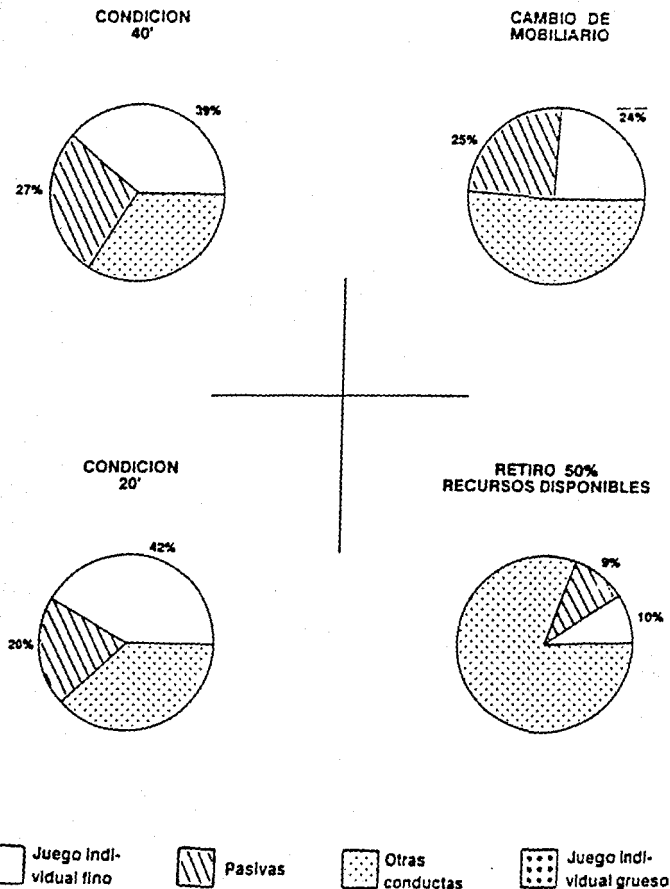 CONDICION
40'
39%
27%
CAMBIO DE
MOBILIARIO
24%
25%
CONDICION
20'
42%
20%
RETIRO 50%
RECURSOS DISPONIBLES
9%
10%
Juego indi-
vidual fino
Pasivas
Otras
conductas
Juego indi-
vidual grueso